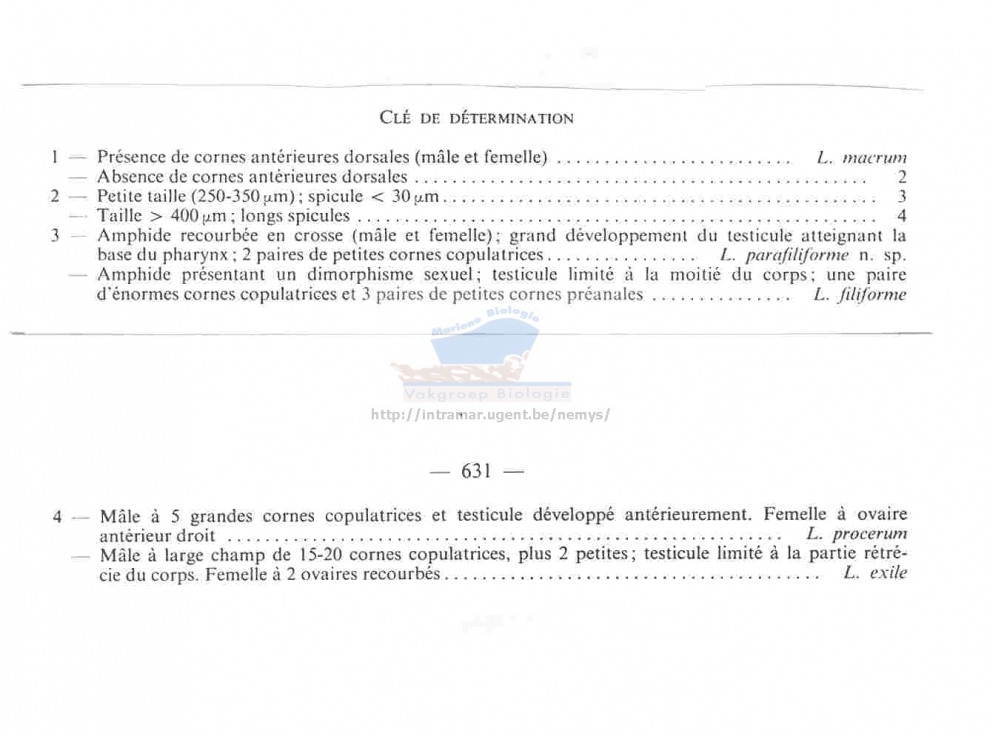 CLÉ DE DÉTERMINATION
1 — Présence de cornes antérieures dorsales (mâle et femelle) .......................... L. macrum
— Absence de cornes antérieures dorsales .................................................. 2
2 — Petite taille (250-350 µm); spicule < 30 µm ............................................... 3
— Taille > 400 µm; longs spicules ......................................................... 4
3 — Amphide recourbée en crosse (mâle et femelle); grand développement du testicule atteignant la
base du pharynx; 2 paires de petites cornes copulatrices ................ L. parafiliforme n. sp.
— Amphide présentant un dimorphisme sexuel; testicule limité à la moitié du corps; une paire
d'énormes cornes copulatrices et 3 paires de petites cornes préanales ............... L. filiforme
Mariene Biologie
Vakgroep Biologie
http://intramar.ugent.be/nemys/
— 631 —
4 — Mâle à 5 grandes cornes copulatrices et testicule développé antérieurement. Femelle à ovaire
antérieur droit ............................................................. L. procerum
— Mâle à large champ de 15-20 cornes copulatrices, plus 2 petites; testicule limité à la partie rétré-
cie du corps. Femelle à 2 ovaires recourbés ......................................... L. exile